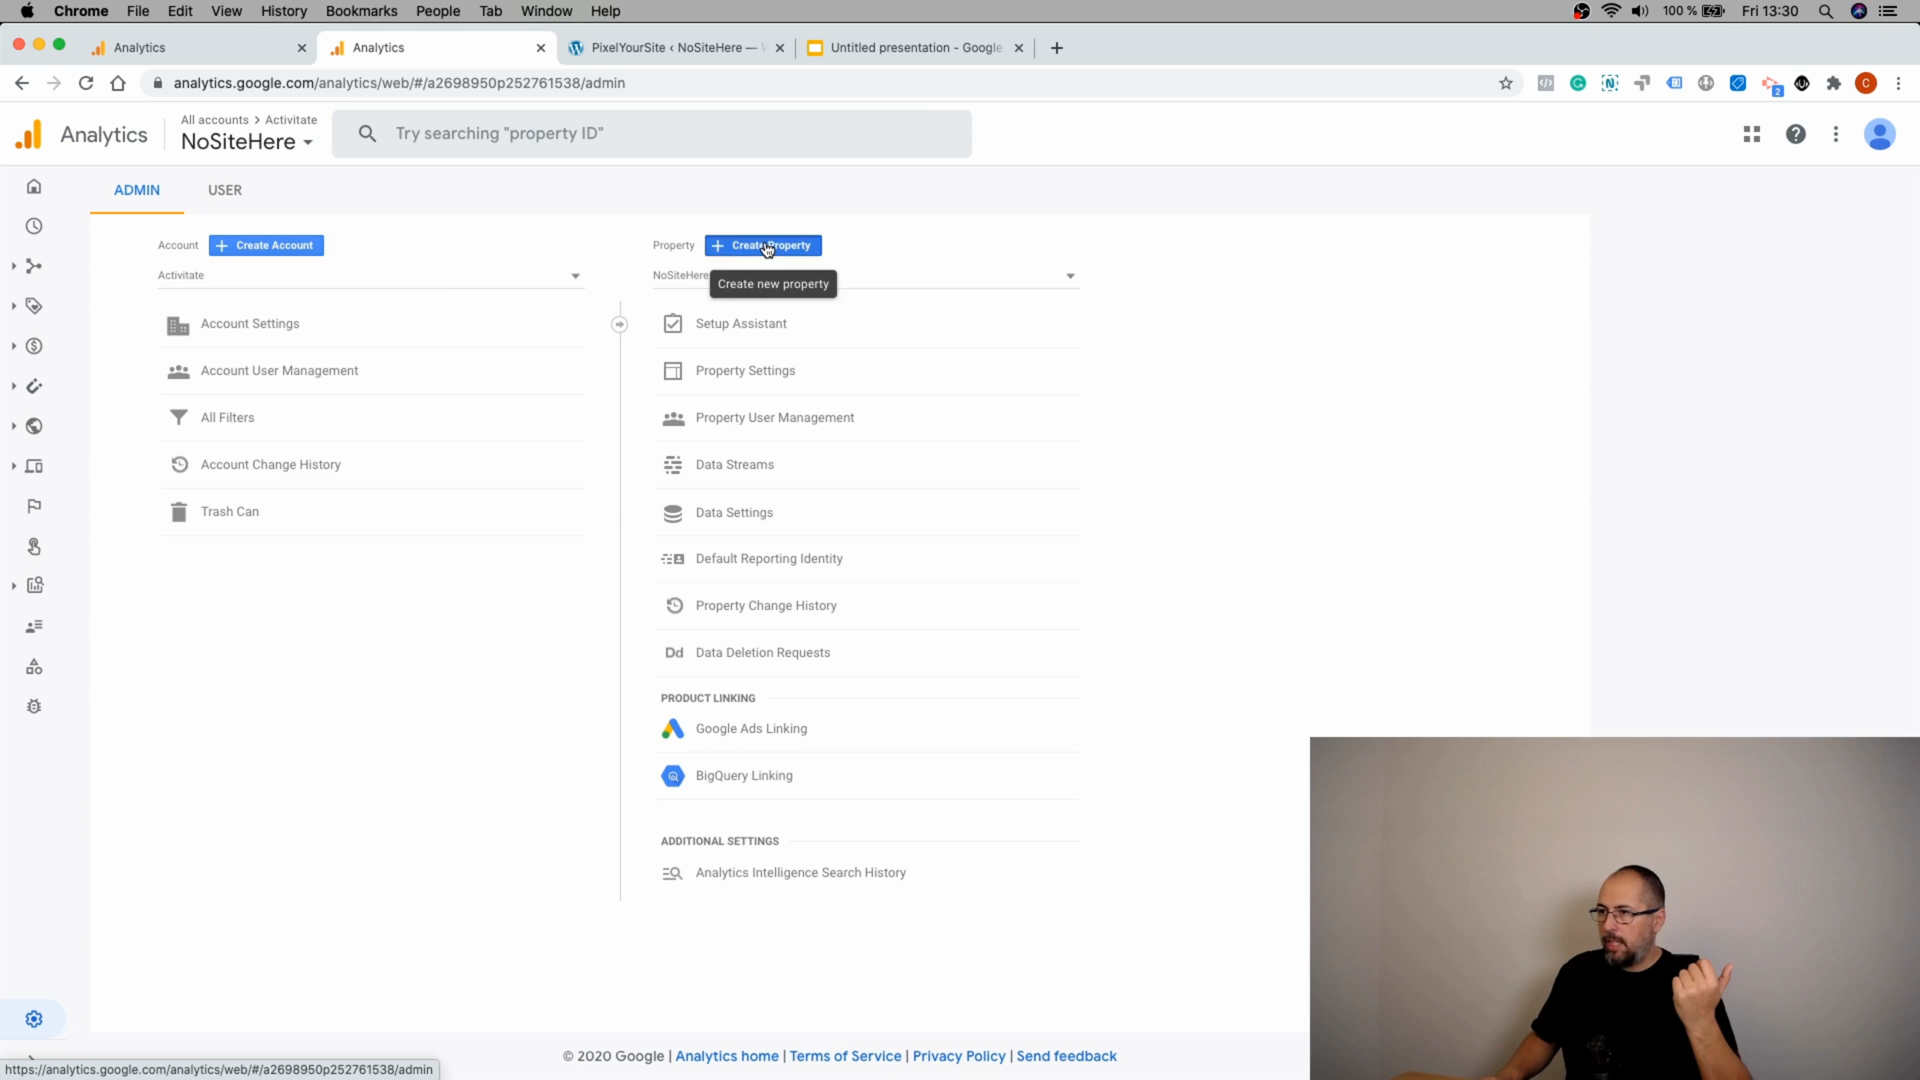 Chrome File Edit View History Bookmarks People Tab Window Help 100 % Fri 13:30
Analytics Analytics PixelYourSite ‹ NoSiteHere — Untitled presentation - Google
analytics.google.com/analytics/web/#/a2698950p252761538/admin
2
C
All accounts > Activitate
Analytics NoSiteHere Try searching "property ID"
ADMIN USER
Account + Create Account Property + Create Property
Activitate NoSiteHere
Create new property
Account Settings
Account User Management
All Filters
Account Change History
Trash Can
Setup Assistant
Property Settings
Property User Management
Data Streams
Data Settings
Default Reporting Identity
Property Change History
Dd Data Deletion Requests
PRODUCT LINKING
Google Ads Linking
BigQuery Linking
ADDITIONAL SETTINGS
Analytics Intelligence Search History
© 2020 Google | Analytics home | Terms of Service | Privacy Policy | Send feedback
https://analytics.google.com/analytics/web/#/a2698950p252761538/admin